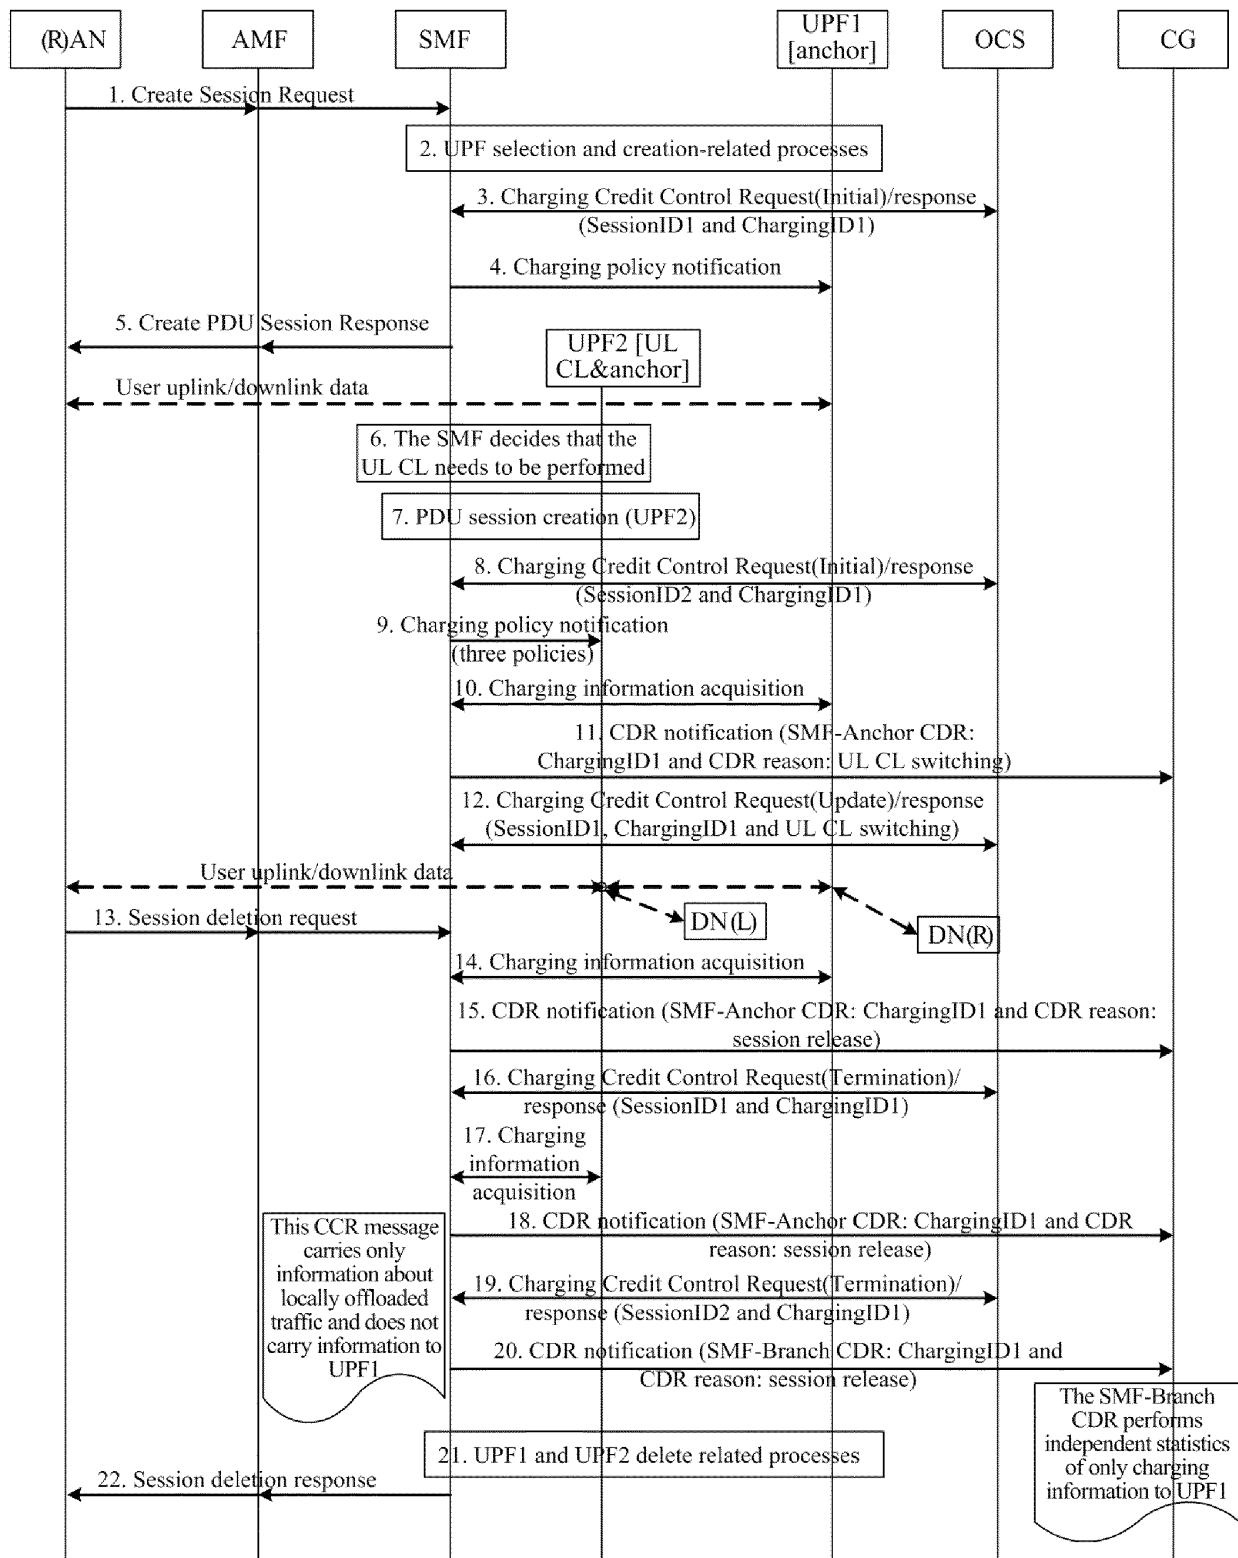 (R)AN
AMF
SMF
UPF1
[anchor]
OCS
CG
1. Create Session Request
2. UPF selection and creation-related processes
3. Charging Credit Control Request(Initial)/response
(SessionID1 and ChargingID1)
4. Charging policy notification
5. Create PDU Session Response
UPF2 [UL
CL&anchor]
User uplink/downlink data
6. The SMF decides that the
UL CL needs to be performed
7. PDU session creation (UPF2)
8. Charging Credit Control Request(Initial)/response
(SessionID2 and ChargingID1)
9. Charging policy notification
(three policies)
10. Charging information acquisition
11. CDR notification (SMF-Anchor CDR:
ChargingID1 and CDR reason: UL CL switching)
12. Charging Credit Control Request(Update)/response
(SessionID1, ChargingID1 and UL CL switching)
User uplink/downlink data
13. Session deletion request
DN(L)
DN(R)
14. Charging information acquisition
15. CDR notification (SMF-Anchor CDR: ChargingID1 and CDR reason:
session release)
16. Charging Credit Control Request(Termination)/
response (SessionID1 and ChargingID1)
17. Charging
information
acquisition
This CCR message
carries only
information about
locally offloaded
traffic and does not
carry information to
UPF1
18. CDR notification (SMF-Anchor CDR: ChargingID1 and CDR
reason: session release)
19. Charging Credit Control Request(Termination)/
response (SessionID2 and ChargingID1)
20. CDR notification (SMF-Branch CDR: ChargingID1 and
CDR reason: session release)
The SMF-Branch
CDR performs
independent statistics
of only charging
information to UPF1
21. UPF1 and UPF2 delete related processes
22. Session deletion response